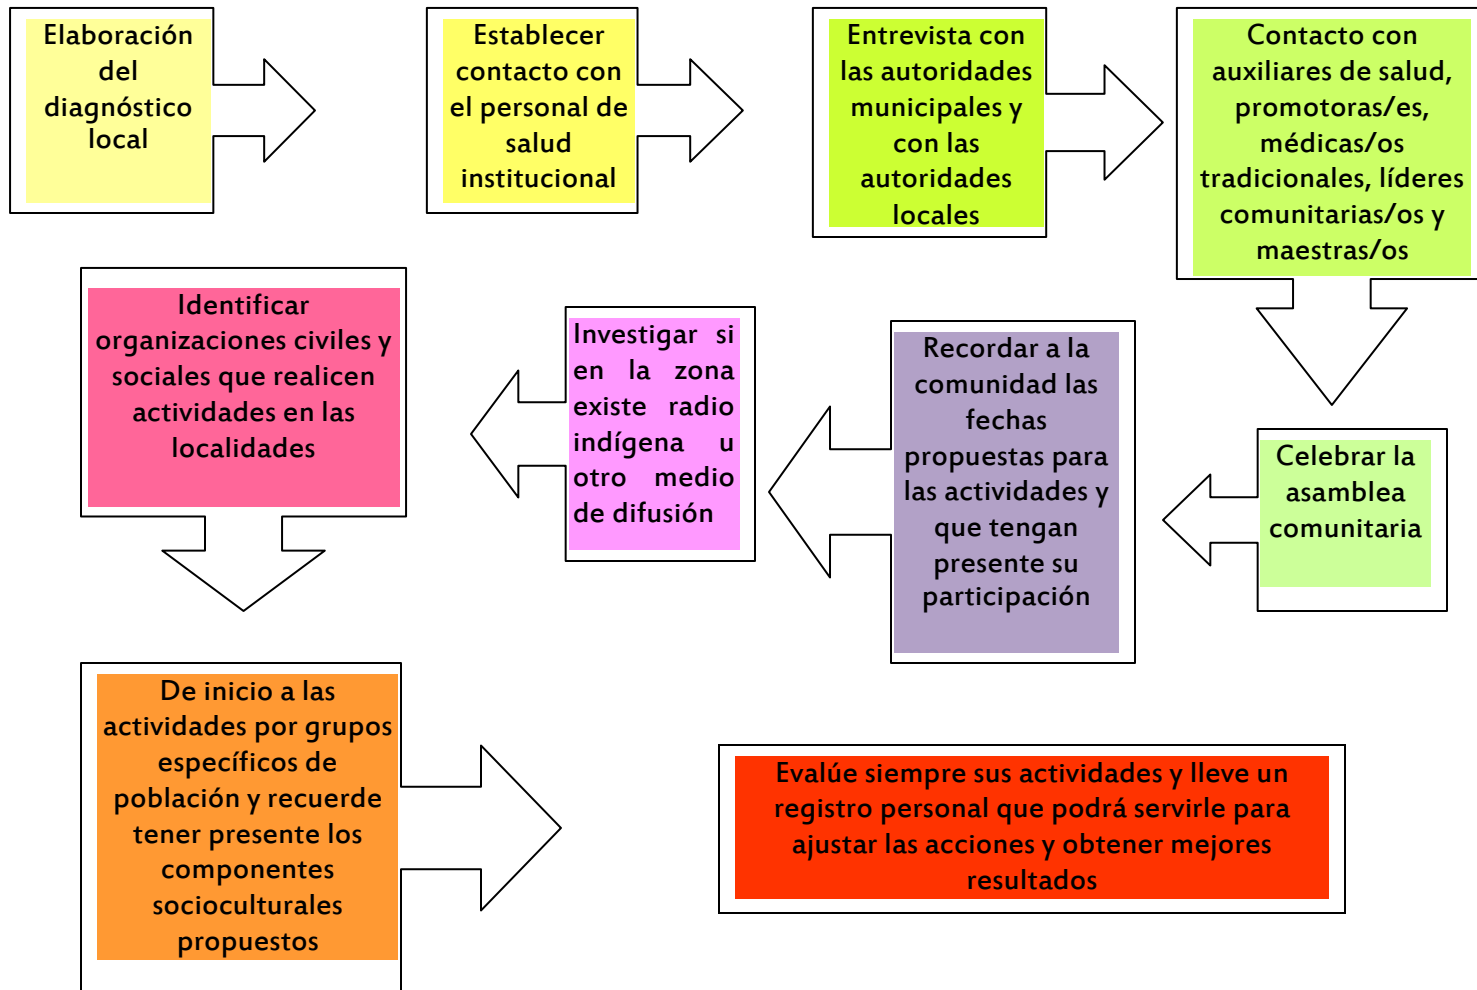 Elaboración
del
diagnóstico
local
Establecer
contacto con
el personal de
salud
institucional
Entrevista con
las autoridades
municipales y
con las
autoridades
locales
Contacto con
auxiliares de salud,
promotoras/es,
médicas/os
tradicionales, líderes
comunitarias/os y
maestras/os
Celebrar la
asamblea
comunitaria
Recordar a la
comunidad las
fechas
propuestas para
las actividades y
que tengan
presente su
participación
Investigar si
en la zona
existe radio
indígena u
otro medio
de difusión
Identificar
organizaciones civiles y
sociales que realicen
actividades en las
localidades
De inicio a las
actividades por grupos
específicos de
población y recuerde
tener presente los
componentes
socioculturales
propuestos
Evalúe siempre sus actividades y lleve un
registro personal que podrá servirle para
ajustar las acciones y obtener mejores
resultados